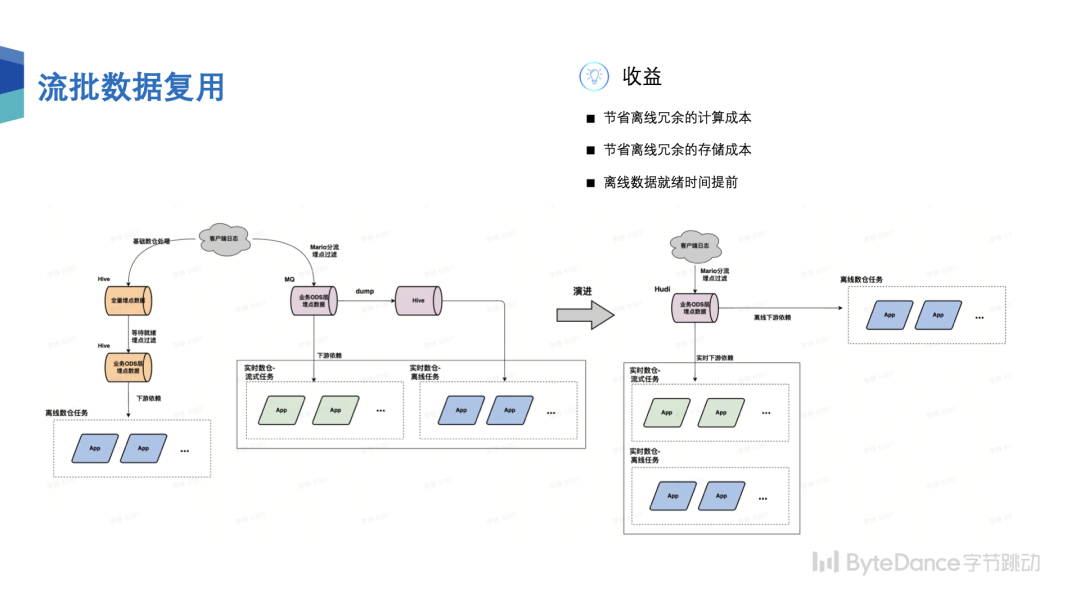 流批数据复用
收益
■ 节省离线冗余的计算成本
■ 节省离线冗余的存储成本
■ 离线数据就绪时间提前
客户端日志
基础数仓处理
Mario分流
埋点过滤
Hive
全量埋点数据
等待就绪
埋点过滤
Hive
业务ODS层
埋点数据
下游依赖
离线数仓任务
App
App
...
MQ
业务ODS层
埋点数据
dump
Hive
下游依赖
实时数仓-
流式任务
App
App
...
实时数仓-
离线任务
App
App
...
演进
客户端日志
Mario分流
埋点过滤
Hudi
业务ODS层
埋点数据
离线下游依赖
离线数仓任务
App
App
...
实时下游依赖
实时数仓-
流式任务
App
App
...
实时数仓-
离线任务
App
App
...
ByteDance字节跳动